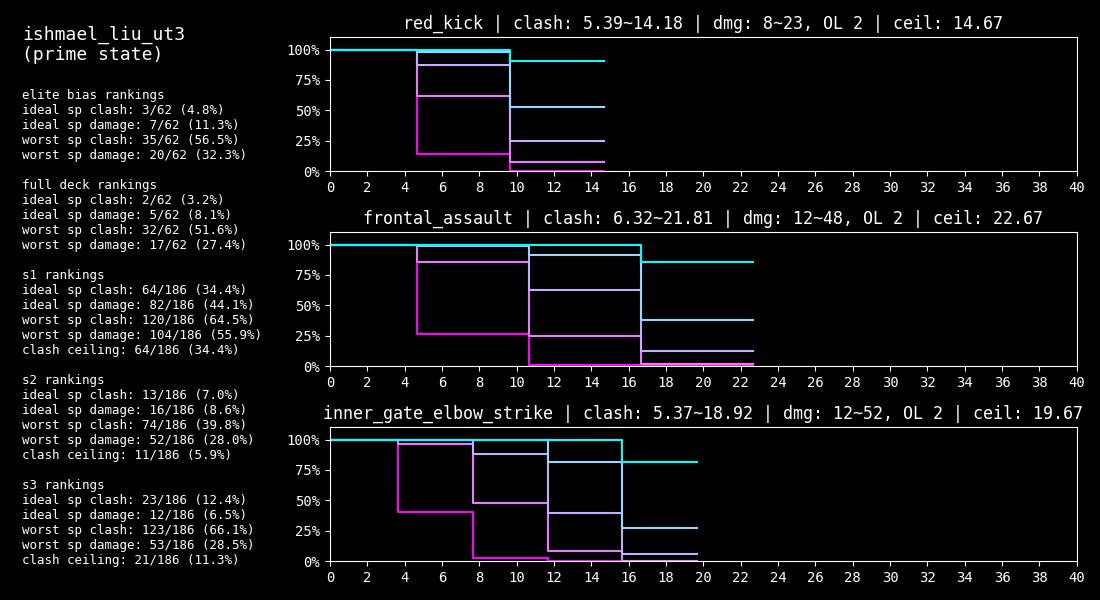 ishmael_liu_ut3
(prime state)
elite bias rankings
ideal sp clash: 3/62 (4.8%)
ideal sp damage: 7/62 (11.3%)
worst sp clash: 35/62 (56.5%)
worst sp damage: 20/62 (32.3%)
full deck rankings
ideal sp clash: 2/62 (3.2%)
ideal sp damage: 5/62 (8.1%)
worst sp clash: 32/62 (51.6%)
worst sp damage: 17/62 (27.4%)
s1 rankings
ideal sp clash: 64/186 (34.4%)
ideal sp damage: 82/186 (44.1%)
worst sp clash: 120/186 (64.5%)
worst sp damage: 104/186 (55.9%)
clash ceiling: 64/186 (34.4%)
s2 rankings
ideal sp clash: 13/186 (7.0%)
ideal sp damage: 16/186 (8.6%)
worst sp clash: 74/186 (39.8%)
worst sp damage: 52/186 (28.0%)
clash ceiling: 11/186 (5.9%)
s3 rankings
ideal sp clash: 23/186 (12.4%)
ideal sp damage: 12/186 (6.5%)
worst sp clash: 123/186 (66.1%)
worst sp damage: 53/186 (28.5%)
clash ceiling: 21/186 (11.3%)
red_kick | clash: 5.39~14.18 | dmg: 8~23, OL 2 | ceil: 14.67
100%
75%
50%
25%
0%
0 2 4 6 8 10 12 14 16 18 20 22 24 26 28 30 32 34 36 38 40
frontal_assault | clash: 6.32~21.81 | dmg: 12~48, OL 2 | ceil: 22.67
100%
75%
50%
25%
0%
0 2 4 6 8 10 12 14 16 18 20 22 24 26 28 30 32 34 36 38 40
inner_gate_elbow_strike | clash: 5.37~18.92 | dmg: 12~52, OL 2 | ceil: 19.67
100%
75%
50%
25%
0%
0 2 4 6 8 10 12 14 16 18 20 22 24 26 28 30 32 34 36 38 40